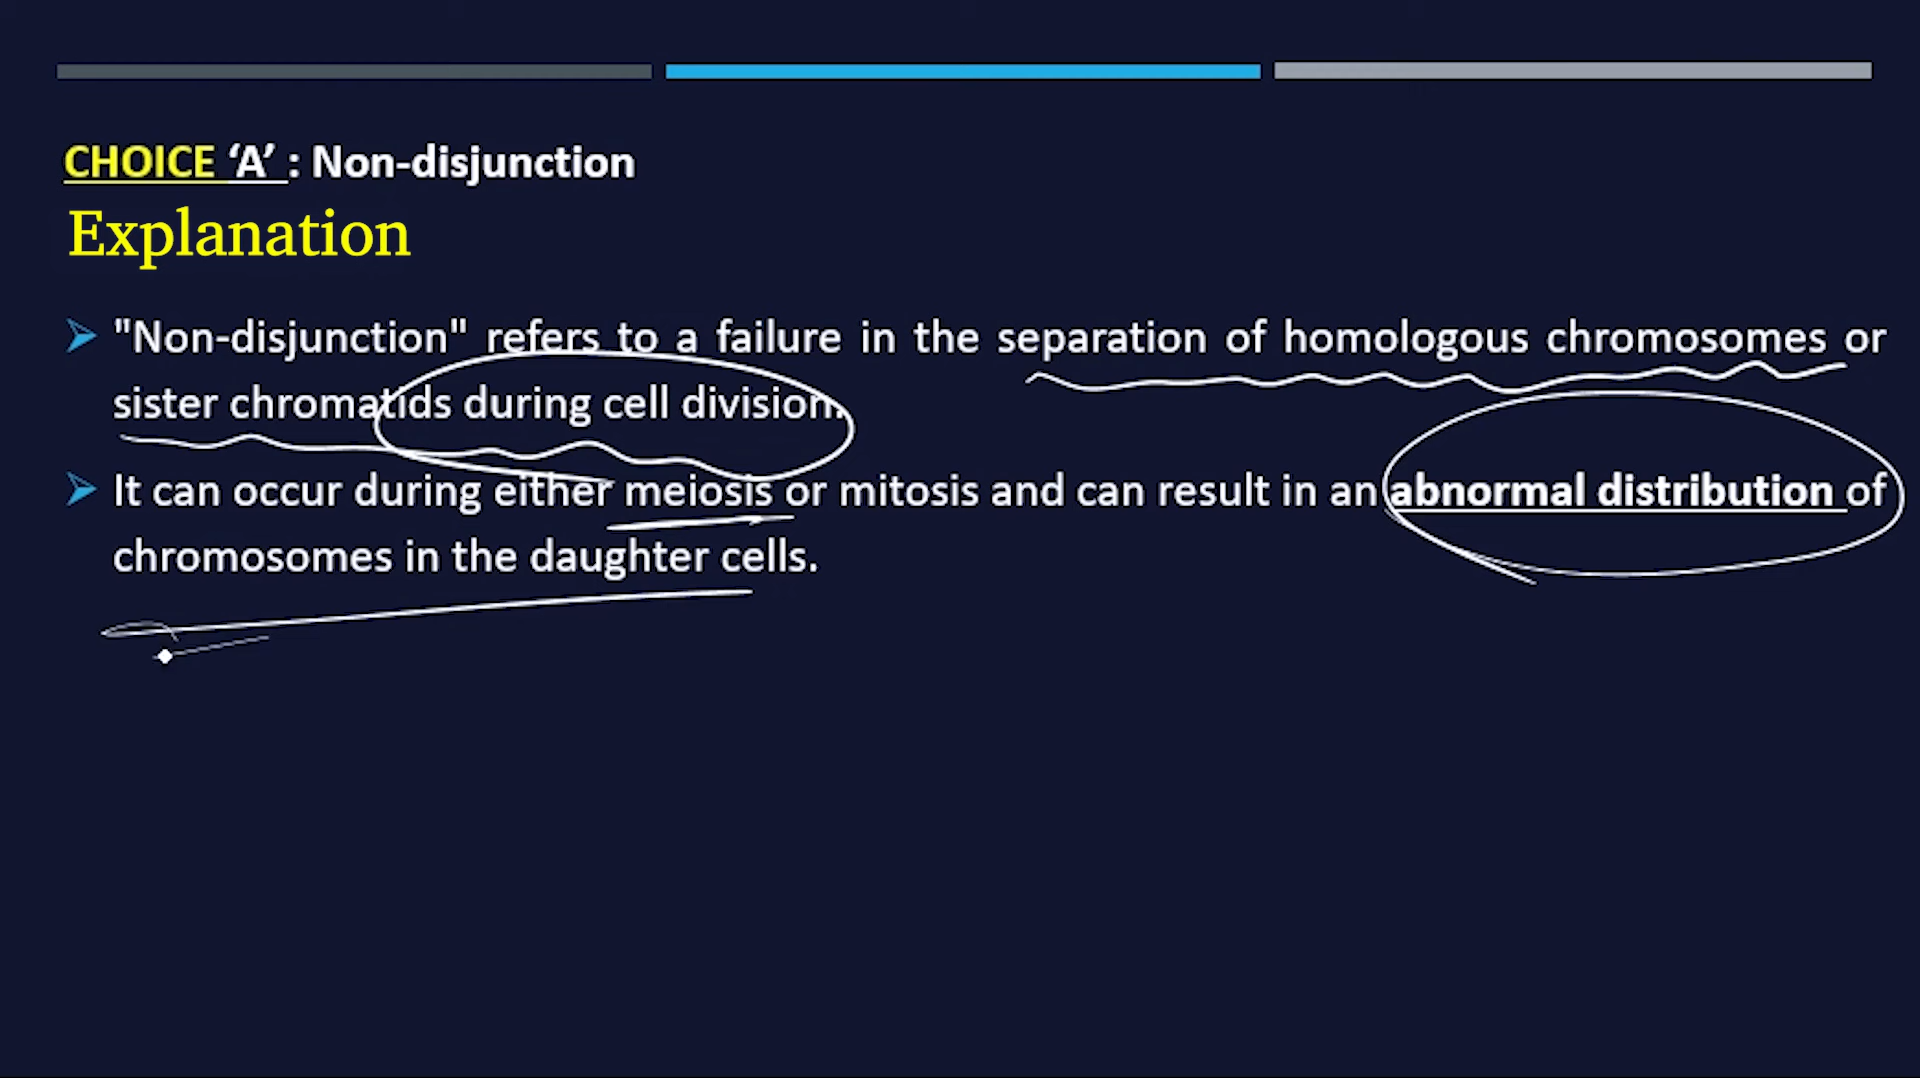 CHOICE ‘A’ : Non-disjunction
Explanation
"Non-disjunction" refers to a failure in the separation of homologous chromosomes or
sister chromatids during cell division.
It can occur during either meiosis or mitosis and can result in an abnormal distribution of
chromosomes in the daughter cells.